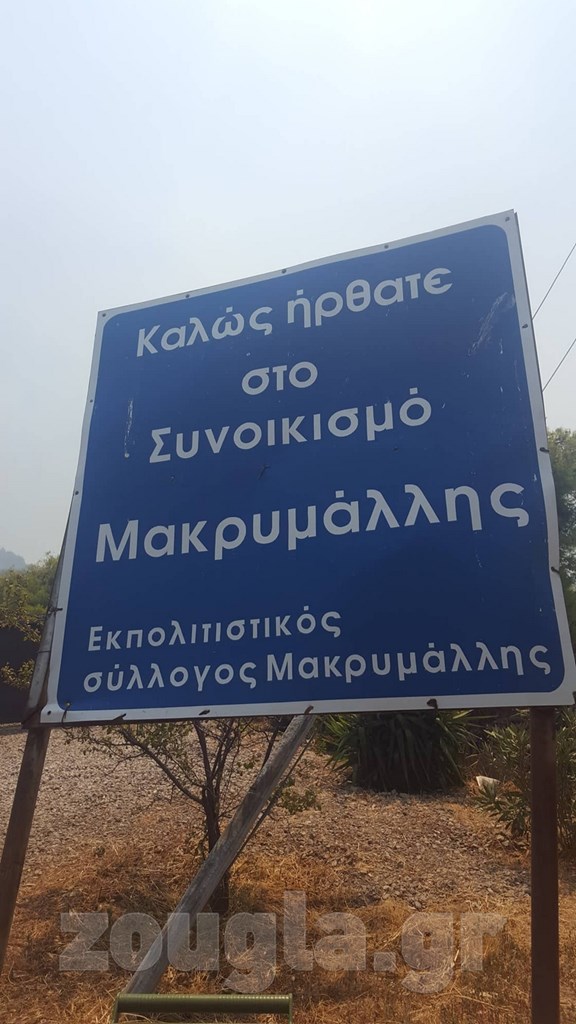 Καλώς ήρθατε
στο
Συνοικισμό
Μακρυμάλλης
Εκπολιτιστικός
σύλλογος Μακρυμάλλης
zougla.gr